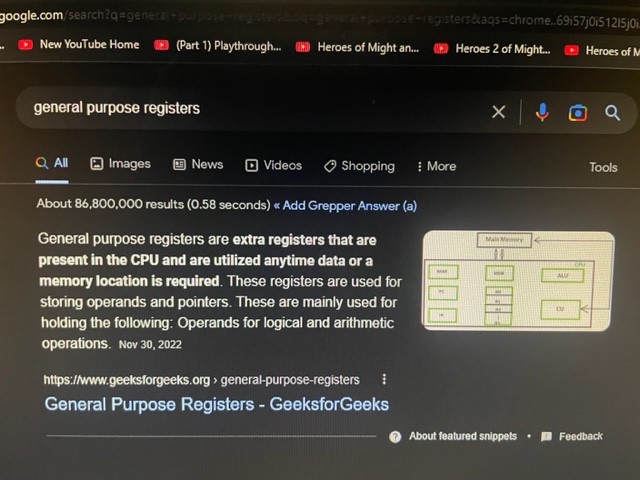 google.com/search?q=general+purpose+registers&oq=general+purpose+registers&aqs=chrome..69i57j0i512l5j0i
New YouTube Home (Part 1) Playthrough... Heroes of Might an... Heroes 2 of Might... Heroes of M
general purpose registers
All Images News Videos Shopping More Tools
About 86,800,000 results (0.58 seconds) « Add Grepper Answer (a)
General purpose registers are extra registers that are
present in the CPU and are utilized anytime data or a
memory location is required. These registers are used for
storing operands and pointers. These are mainly used for
holding the following: Operands for logical and arithmetic
operations. Nov 30, 2022
Main Memory
CPU
ALU
PC
CU
IR
https://www.geeksforgeeks.org › general-purpose-registers
General Purpose Registers - GeeksforGeeks
About featured snippets • Feedback